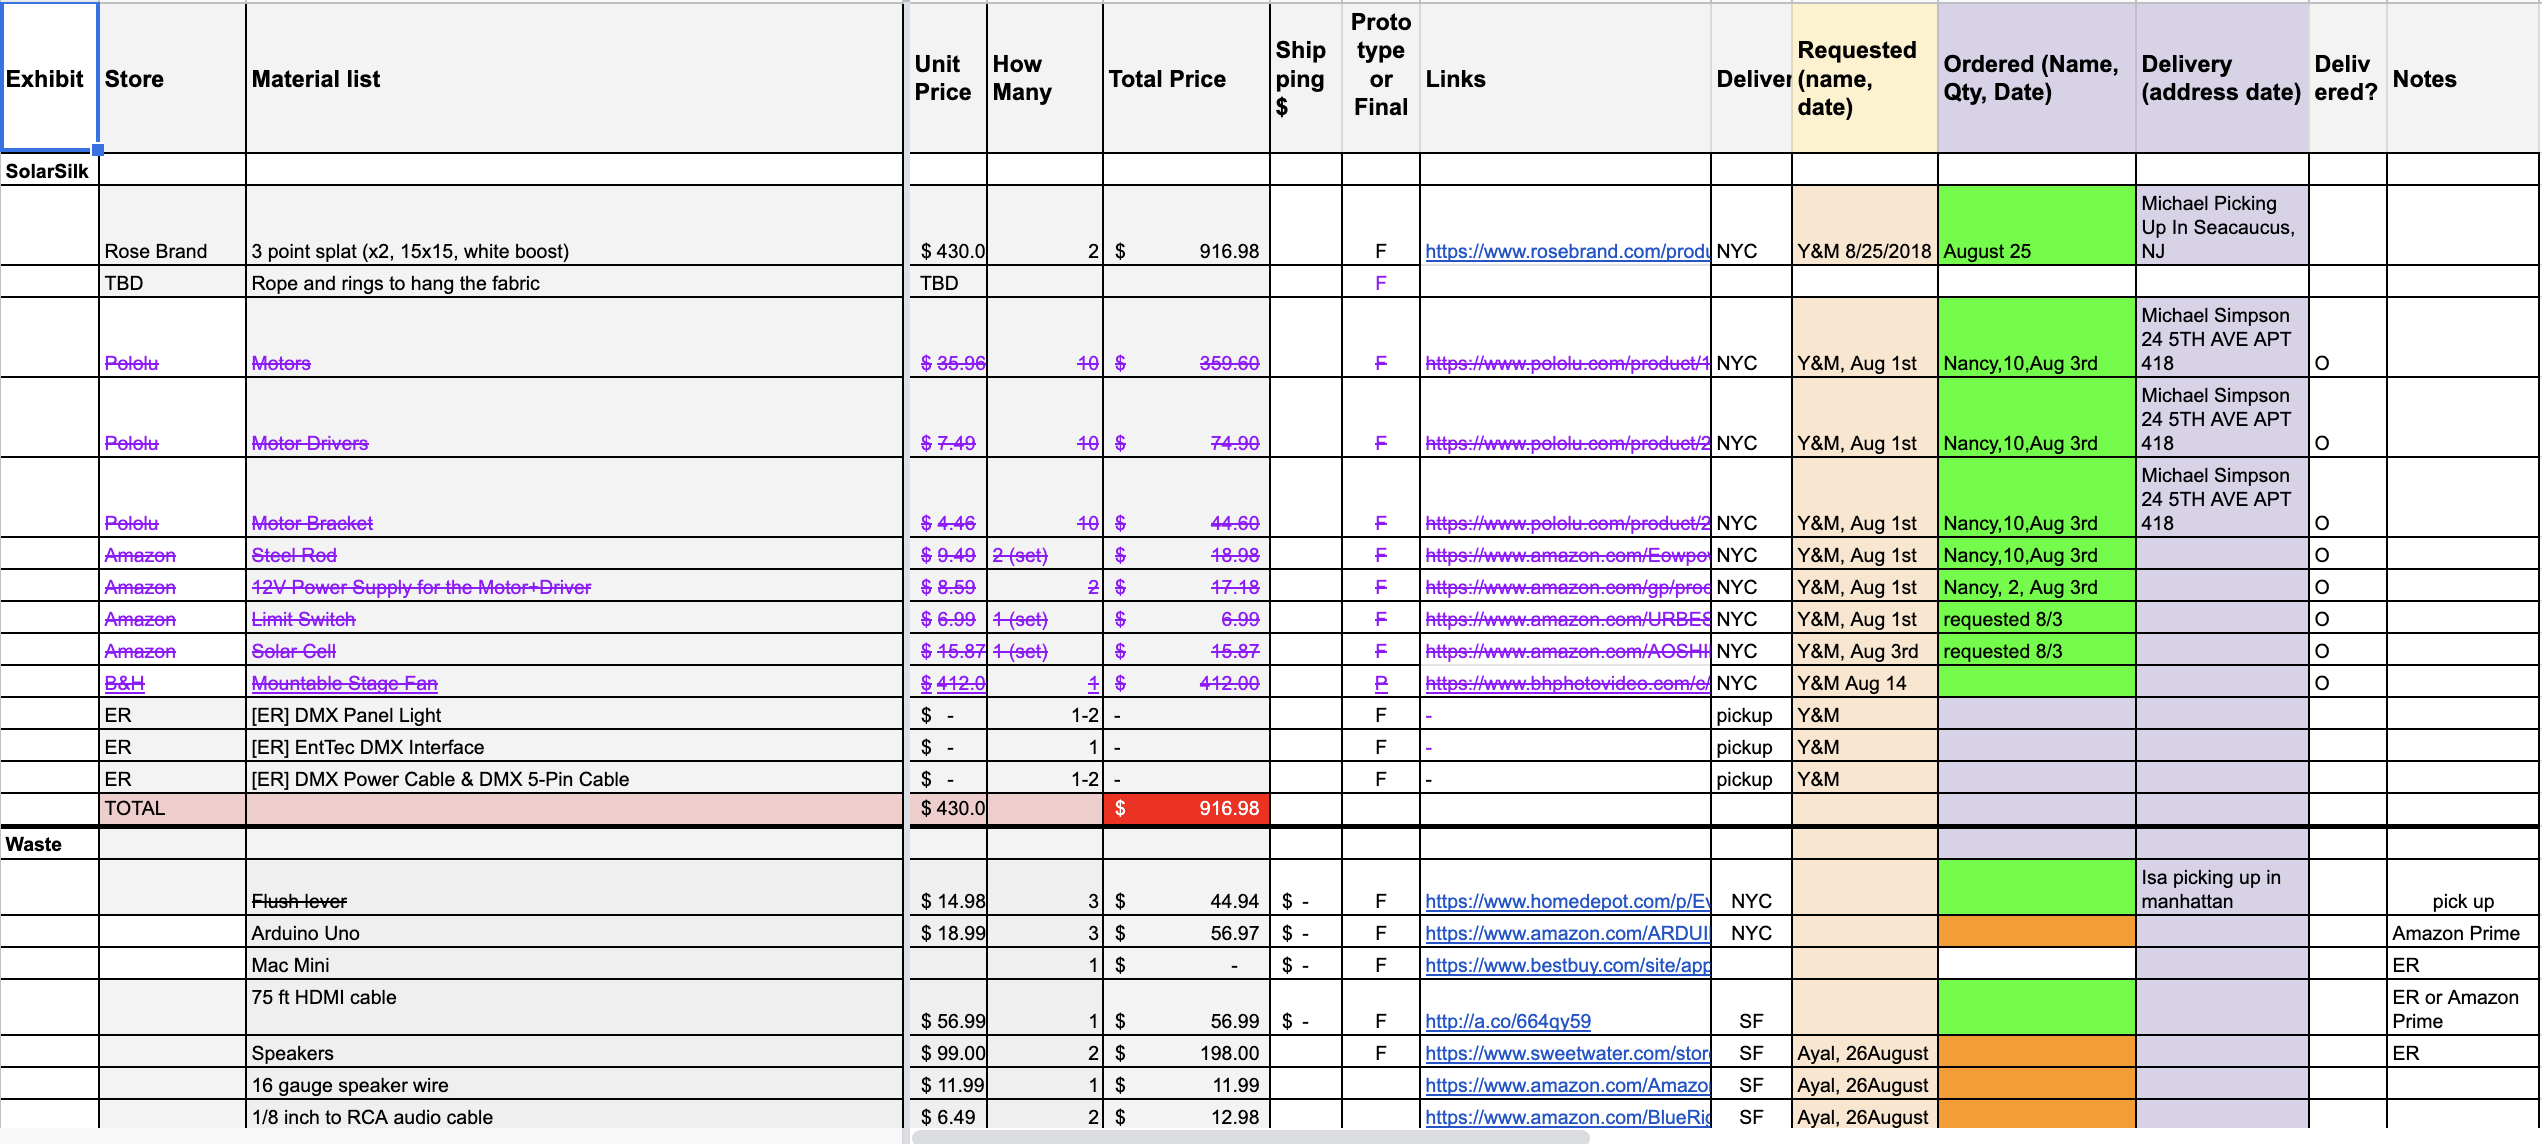 Exhibit Store Material list Unit Price How Many Total Price Ship ping $ Proto type or Final Links Deliver Requested (name, date) Ordered (Name, Qty, Date) Delivery (address date) Deliv ered? Notes
SolarSilk
Rose Brand 3 point splat (x2, 15x15, white boost) $ 430.0 2 $ 916.98 F https://www.rosebrand.com/produ NYC Y&M 8/25/2018 August 25 Michael Picking Up In Seacaucus, NJ
TBD Rope and rings to hang the fabric TBD F
Pololu Motors $ 35.96 10 $ 359.60 F https://www.pololu.com/product/1 NYC Y&M, Aug 1st Nancy,10,Aug 3rd Michael Simpson 24 5TH AVE APT 418 O
Pololu Motor Drivers $ 7.49 10 $ 74.90 F https://www.pololu.com/product/2 NYC Y&M, Aug 1st Nancy,10,Aug 3rd Michael Simpson 24 5TH AVE APT 418 O
Pololu Motor Bracket $ 4.46 10 $ 44.60 F https://www.pololu.com/product/2 NYC Y&M, Aug 1st Nancy,10,Aug 3rd Michael Simpson 24 5TH AVE APT 418 O
Amazon Steel Rod $ 9.49 2 (set) $ 18.98 F https://www.amazon.com/Eowpo NYC Y&M, Aug 1st Nancy,10,Aug 3rd O
Amazon 12V Power Supply for the Motor+Driver $ 8.59 2 $ 17.18 F https://www.amazon.com/gp/prod NYC Y&M, Aug 1st Nancy, 2, Aug 3rd O
Amazon Limit Switch $ 6.99 1 (set) $ 6.99 F https://www.amazon.com/URBES NYC Y&M, Aug 1st requested 8/3 O
Amazon Solar Cell $ 15.87 1 (set) $ 15.87 F https://www.amazon.com/AOSHI NYC Y&M, Aug 3rd requested 8/3 O
B&H Mountable Stage Fan $ 412.0 1 $ 412.00 P https://www.bhphotovideo.com/c/ NYC Y&M Aug 14 O
ER [ER] DMX Panel Light $ - 1-2 - F - pickup Y&M
ER [ER] EntTec DMX Interface $ - 1 - F - pickup Y&M
ER [ER] DMX Power Cable & DMX 5-Pin Cable $ - 1-2 - F - pickup Y&M
TOTAL $ 430.0 $ 916.98
Waste
Flush lever $ 14.98 3 $ 44.94 $ - F https://www.homedepot.com/p/Ev NYC Isa picking up in manhattan pick up
Arduino Uno $ 18.99 3 $ 56.97 $ - F https://www.amazon.com/ARDUI NYC Amazon Prime
Mac Mini 1 $ - $ - F https://www.bestbuy.com/site/app ER
75 ft HDMI cable $ 56.99 1 $ 56.99 $ - F http://a.co/664qy59 SF ER or Amazon Prime
Speakers $ 99.00 2 $ 198.00 F https://www.sweetwater.com/stor SF Ayal, 26August ER
16 gauge speaker wire $ 11.99 1 $ 11.99 https://www.amazon.com/Amazo SF Ayal, 26August
1/8 inch to RCA audio cable $ 6.49 2 $ 12.98 https://www.amazon.com/BlueRig SF Ayal, 26August